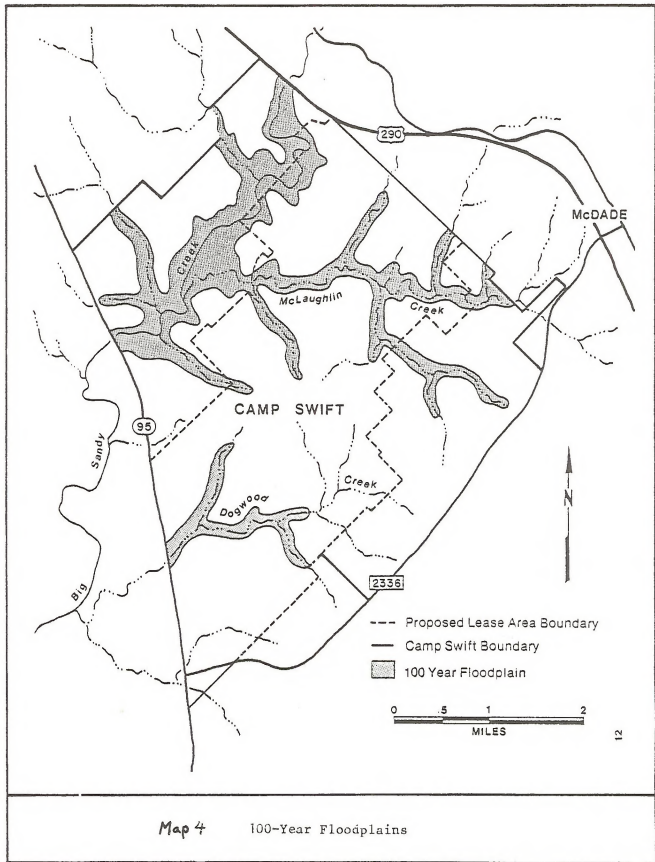 290
McDADE
Creek
McLaughlin
Creek
CAMP SWIFT
95
Sandy
Creek
Dogwood
Big
2336
N
Proposed Lease Area Boundary
Camp Swift Boundary
100 Year Floodplain
0 .5 1 2
MILES
12
Map 4 100-Year Floodplains